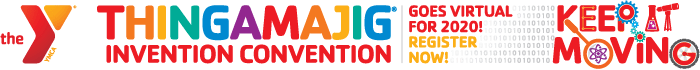 the YMCA
THINGAMAJIG®
INVENTION CONVENTION
GOES VIRTUAL
FOR 2020!
REGISTER
NOW!
KEEP IT
MOVING